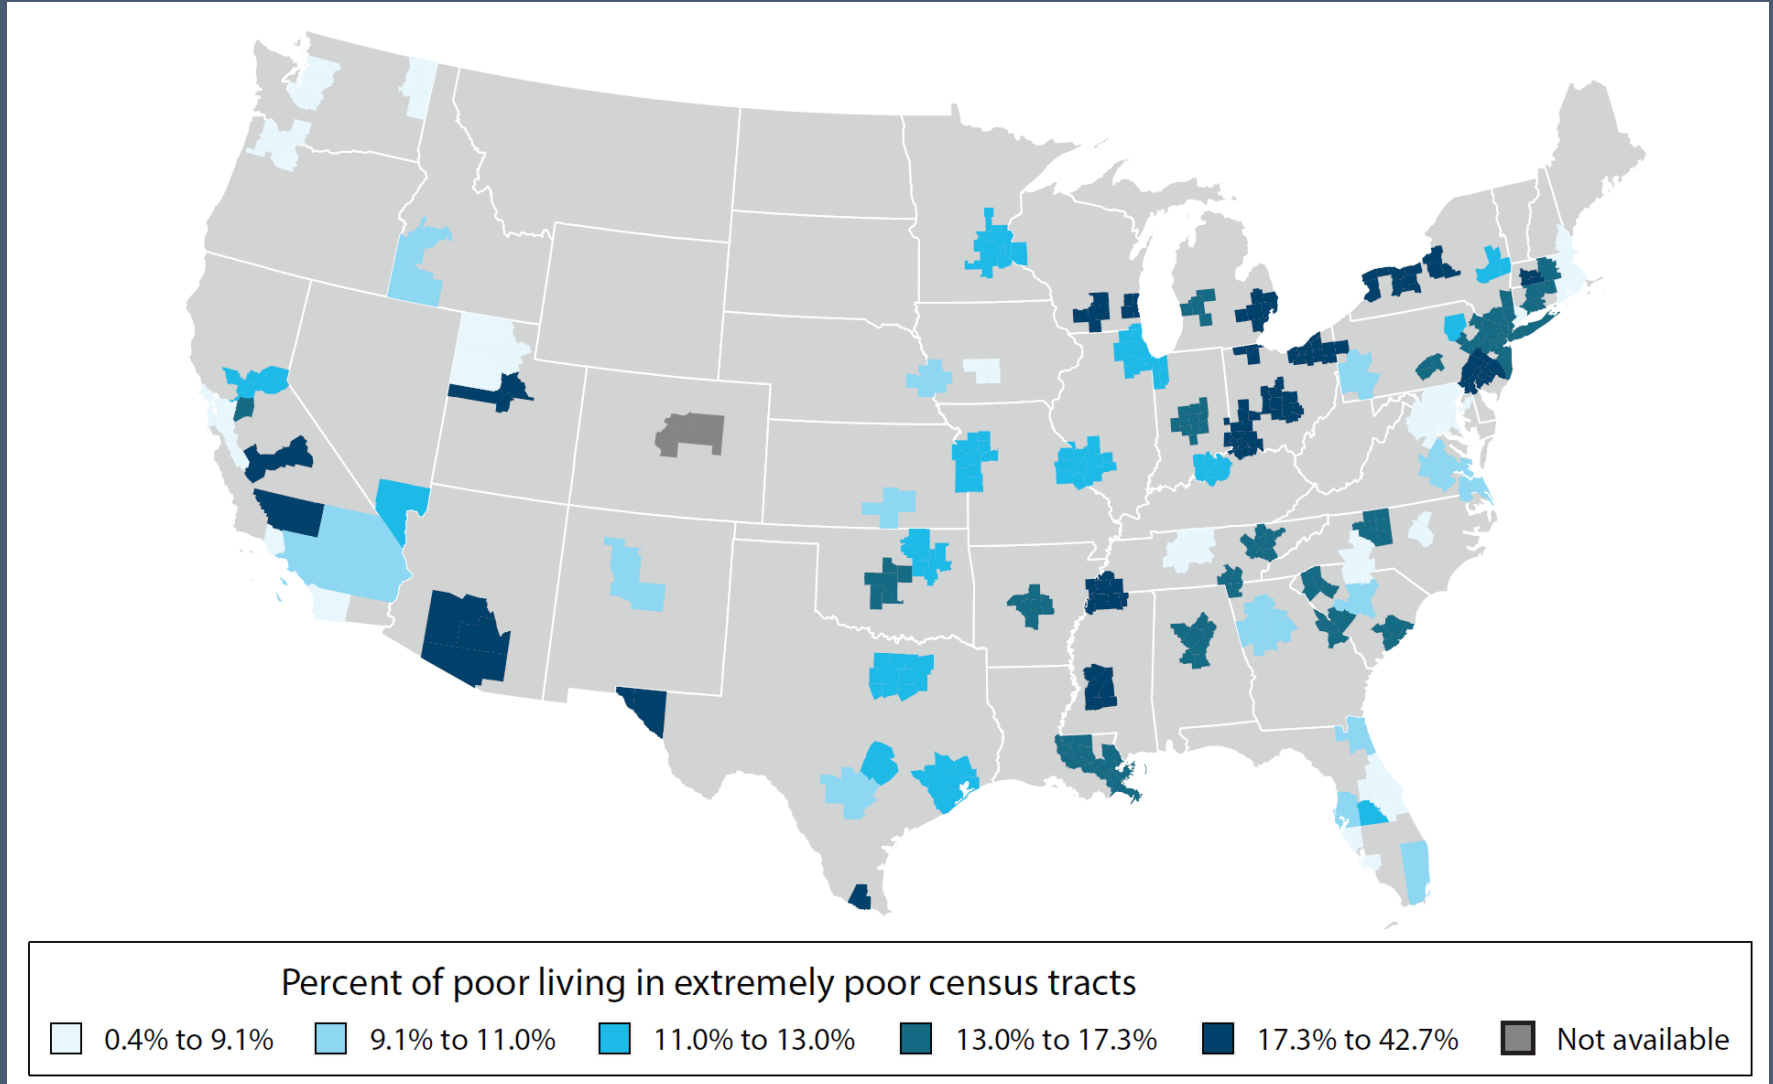 Percent of poor living in extremely poor census tracts
0.4% to 9.1% 9.1% to 11.0% 11.0% to 13.0% 13.0% to 17.3% 17.3% to 42.7% Not available